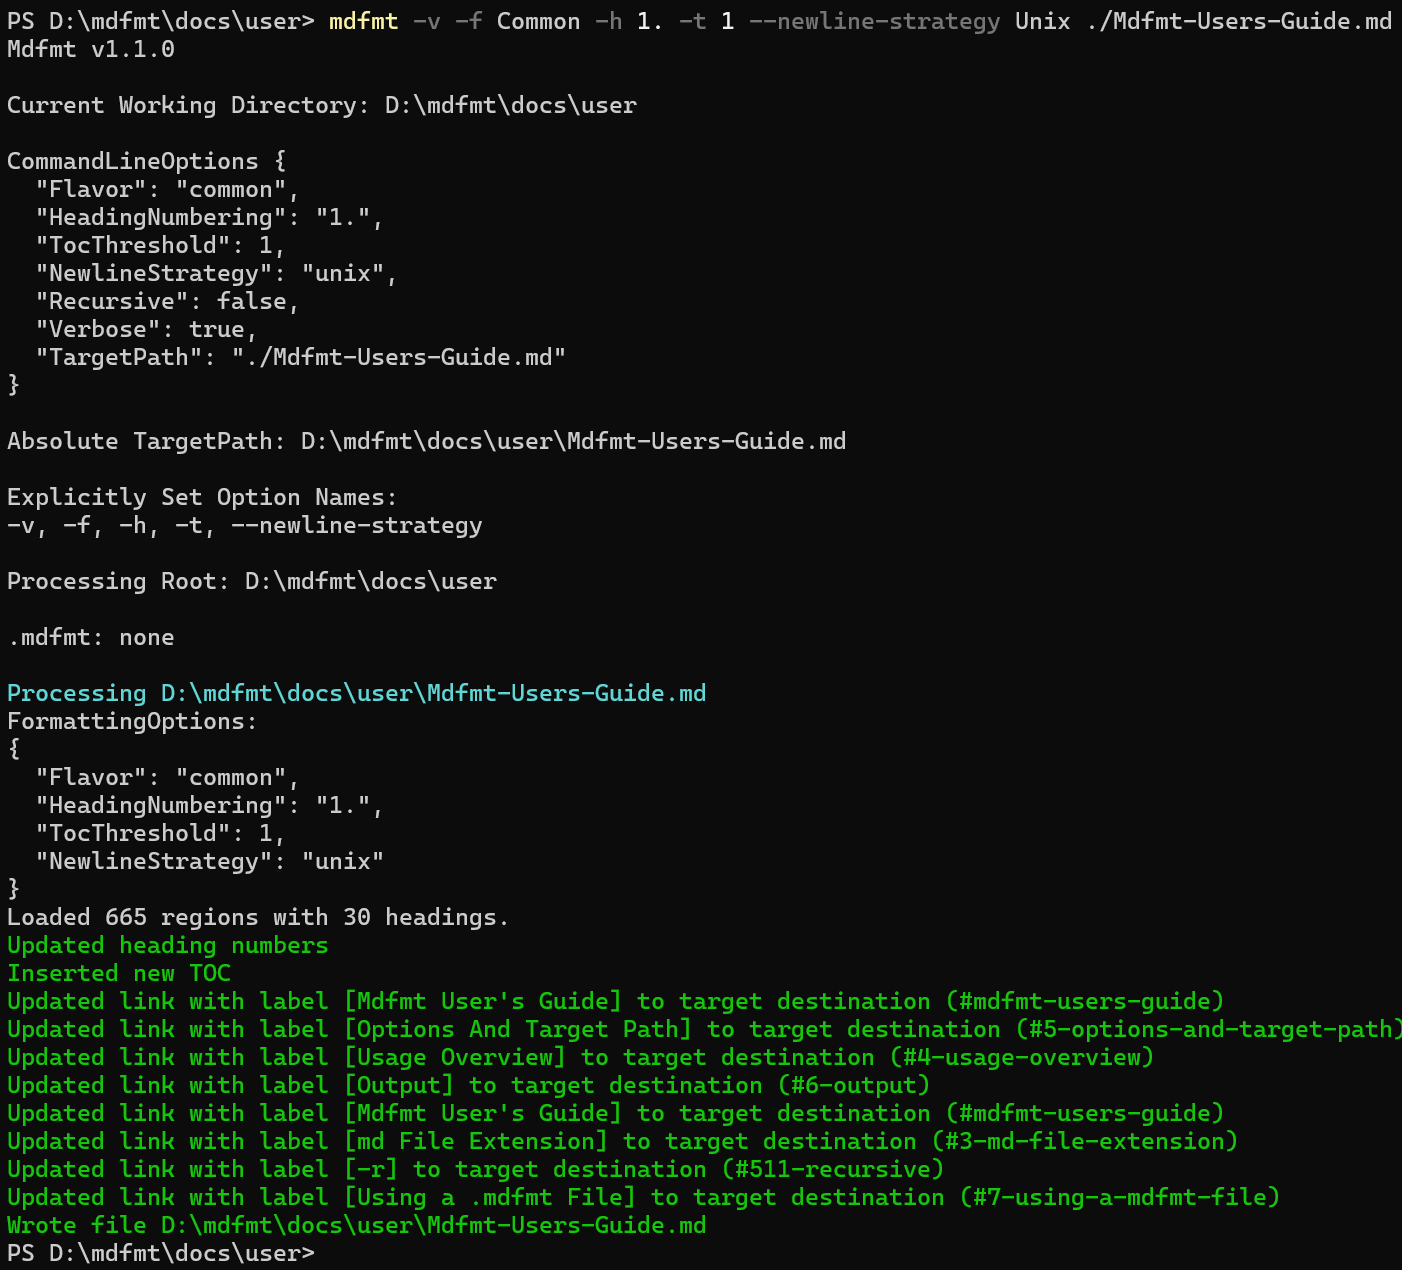 PS D:\mdfmt\docs\user> mdfmt -v -f Common -h 1. -t 1 --newline-strategy Unix ./Mdfmt-Users-Guide.md
Mdfmt v1.1.0

Current Working Directory: D:\mdfmt\docs\user

CommandLineOptions {
  "Flavor": "common",
  "HeadingNumbering": "1.",
  "TocThreshold": 1,
  "NewlineStrategy": "unix",
  "Recursive": false,
  "Verbose": true,
  "TargetPath": "./Mdfmt-Users-Guide.md"
}

Absolute TargetPath: D:\mdfmt\docs\user\Mdfmt-Users-Guide.md

Explicitly Set Option Names:
-v, -f, -h, -t, --newline-strategy

Processing Root: D:\mdfmt\docs\user

.mdfmt: none

Processing D:\mdfmt\docs\user\Mdfmt-Users-Guide.md
FormattingOptions:
{
  "Flavor": "common",
  "HeadingNumbering": "1.",
  "TocThreshold": 1,
  "NewlineStrategy": "unix"
}
Loaded 665 regions with 30 headings.
Updated heading numbers
Inserted new TOC
Updated link with label [Mdfmt User's Guide] to target destination (#mdfmt-users-guide)
Updated link with label [Options And Target Path] to target destination (#5-options-and-target-path)
Updated link with label [Usage Overview] to target destination (#4-usage-overview)
Updated link with label [Output] to target destination (#6-output)
Updated link with label [Mdfmt User's Guide] to target destination (#mdfmt-users-guide)
Updated link with label [md File Extension] to target destination (#3-md-file-extension)
Updated link with label [-r] to target destination (#511-recursive)
Updated link with label [Using a .mdfmt File] to target destination (#7-using-a-mdfmt-file)
Wrote file D:\mdfmt\docs\user\Mdfmt-Users-Guide.md
PS D:\mdfmt\docs\user>